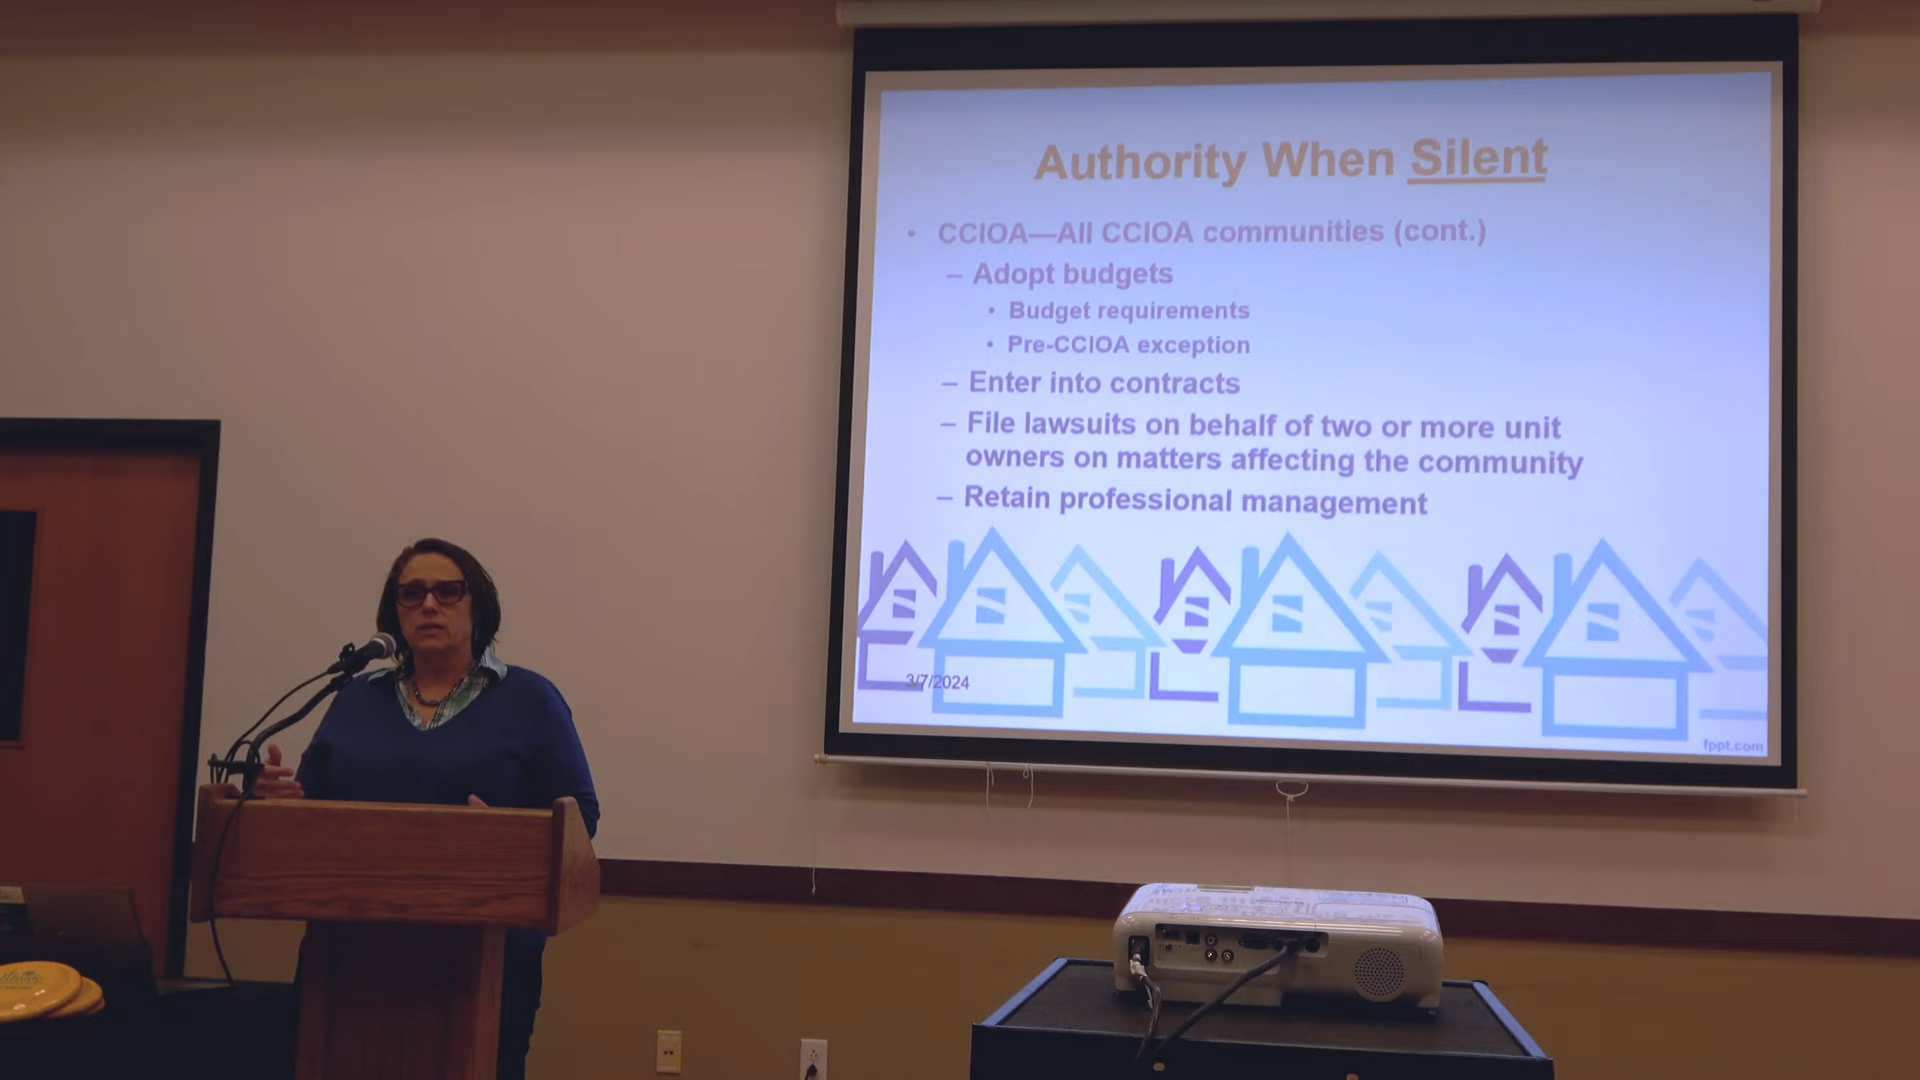 Authority When Silent
• CCIOA—All CCIOA communities (cont.)
– Adopt budgets
• Budget requirements
• Pre-CCIOA exception
– Enter into contracts
– File lawsuits on behalf of two or more unit
owners on matters affecting the community
– Retain professional management
3/7/2024
fppt.com